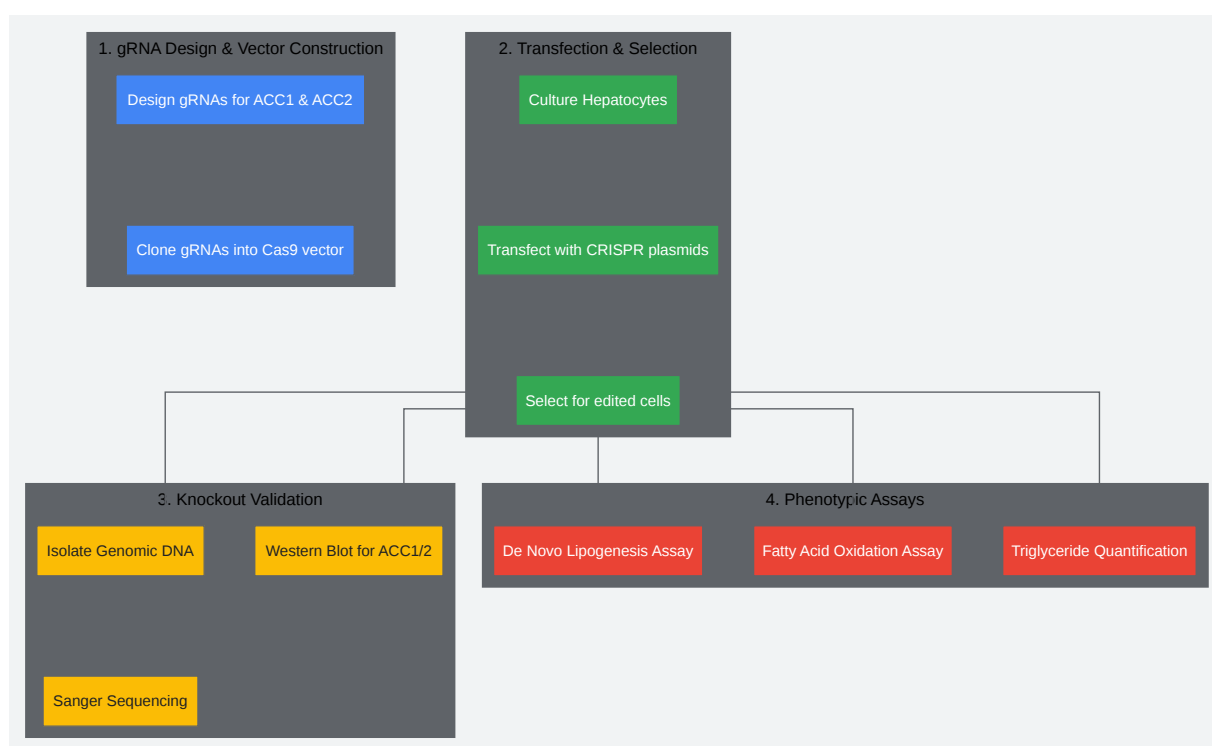 1. gRNA Design & Vector Construction
Design gRNAs for ACC1 & ACC2
Clone gRNAs into Cas9 vector
2. Transfection & Selection
Culture Hepatocytes
Transfect with CRISPR plasmids
Select for edited cells
3. Knockout Validation
Isolate Genomic DNA
Western Blot for ACC1/2
Sanger Sequencing
4. Phenotypic Assays
De Novo Lipogenesis Assay
Fatty Acid Oxidation Assay
Triglyceride Quantification